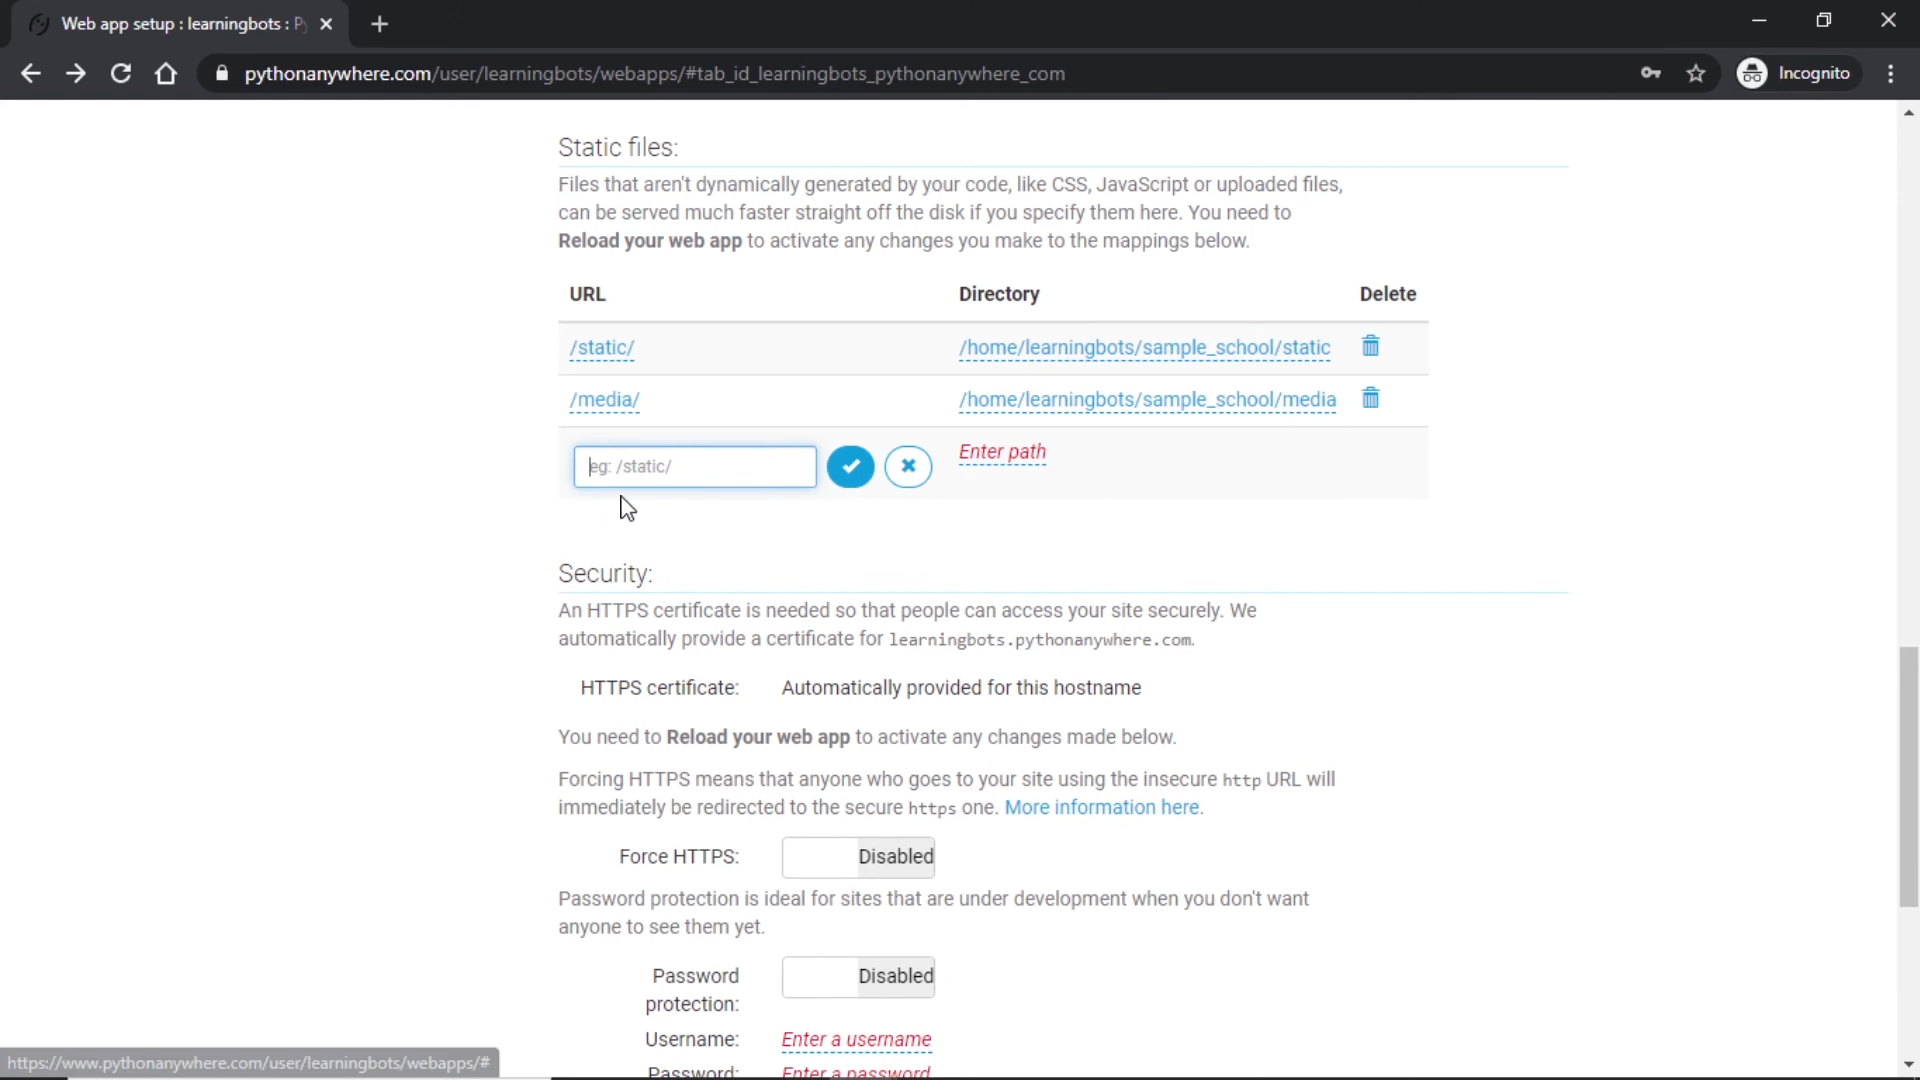 Web app setup : learningbots : P
pythonanywhere.com/user/learningbots/webapps/#tab_id_learningbots_pythonanywhere_com
Incognito
Static files:
Files that aren't dynamically generated by your code, like CSS, JavaScript or uploaded files,
can be served much faster straight off the disk if you specify them here. You need to
Reload your web app to activate any changes you make to the mappings below.
URL Directory Delete
/static/ /home/learningbots/sample_school/static
/media/ /home/learningbots/sample_school/media
eg: /static/ Enter path
Security:
An HTTPS certificate is needed so that people can access your site securely. We
automatically provide a certificate for learningbots.pythonanywhere.com.
HTTPS certificate: Automatically provided for this hostname
You need to Reload your web app to activate any changes made below.
Forcing HTTPS means that anyone who goes to your site using the insecure http URL will
immediately be redirected to the secure https one. More information here.
Force HTTPS: Disabled
Password protection is ideal for sites that are under development when you don't want
anyone to see them yet.
Password Disabled
protection:
Username: Enter a username
Password: Enter a password
https://www.pythonanywhere.com/user/learningbots/webapps/#